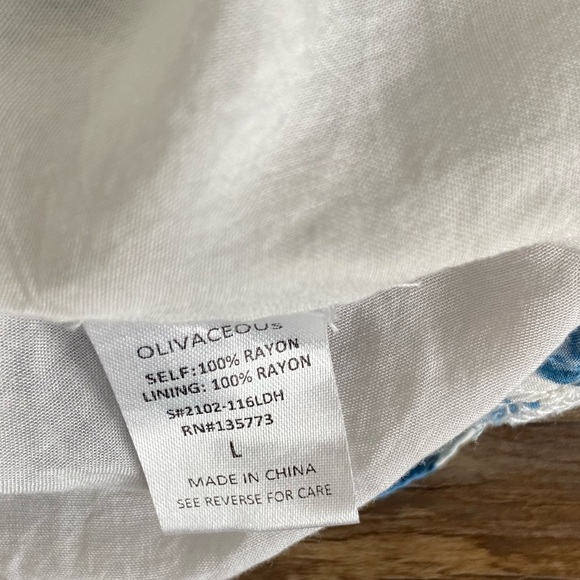 OLIVACEOUS
SELF:100% RAYON
LINING: 100% RAYON
S#2102-116LDH
RN#135773
L
MADE IN CHINA
SEE REVERSE FOR CARE